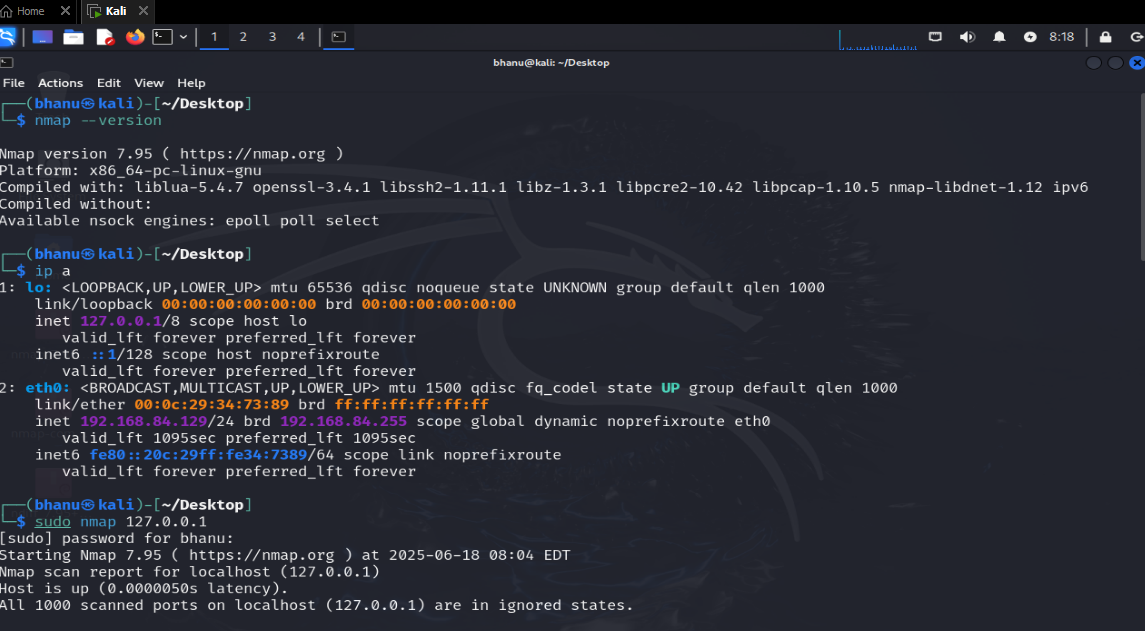 Home
Kali
1 2 3 4
8:18
bhanu@kali: ~/Desktop
File Actions Edit View Help
┌──(bhanu㉿kali)-[~/Desktop]
└─$ nmap --version
Nmap version 7.95 ( https://nmap.org )
Platform: x86_64-pc-linux-gnu
Compiled with: liblua-5.4.7 openssl-3.4.1 libssh2-1.11.1 libz-1.3.1 libpcre2-10.42 libpcap-1.10.5 nmap-libdnet-1.12 ipv6
Compiled without:
Available nsock engines: epoll poll select
┌──(bhanu㉿kali)-[~/Desktop]
└─$ ip a
1: lo: <LOOPBACK,UP,LOWER_UP> mtu 65536 qdisc noqueue state UNKNOWN group default qlen 1000
link/loopback 00:00:00:00:00:00 brd 00:00:00:00:00:00
inet 127.0.0.1/8 scope host lo
valid_lft forever preferred_lft forever
inet6 ::1/128 scope host noprefixroute
valid_lft forever preferred_lft forever
2: eth0: <BROADCAST,MULTICAST,UP,LOWER_UP> mtu 1500 qdisc fq_codel state UP group default qlen 1000
link/ether 00:0c:29:34:73:89 brd ff:ff:ff:ff:ff:ff
inet 192.168.84.129/24 brd 192.168.84.255 scope global dynamic noprefixroute eth0
valid_lft 1095sec preferred_lft 1095sec
inet6 fe80::20c:29ff:fe34:7389/64 scope link noprefixroute
valid_lft forever preferred_lft forever
┌──(bhanu㉿kali)-[~/Desktop]
└─$ sudo nmap 127.0.0.1
[sudo] password for bhanu:
Starting Nmap 7.95 ( https://nmap.org ) at 2025-06-18 08:04 EDT
Nmap scan report for localhost (127.0.0.1)
Host is up (0.0000050s latency).
All 1000 scanned ports on localhost (127.0.0.1) are in ignored states.